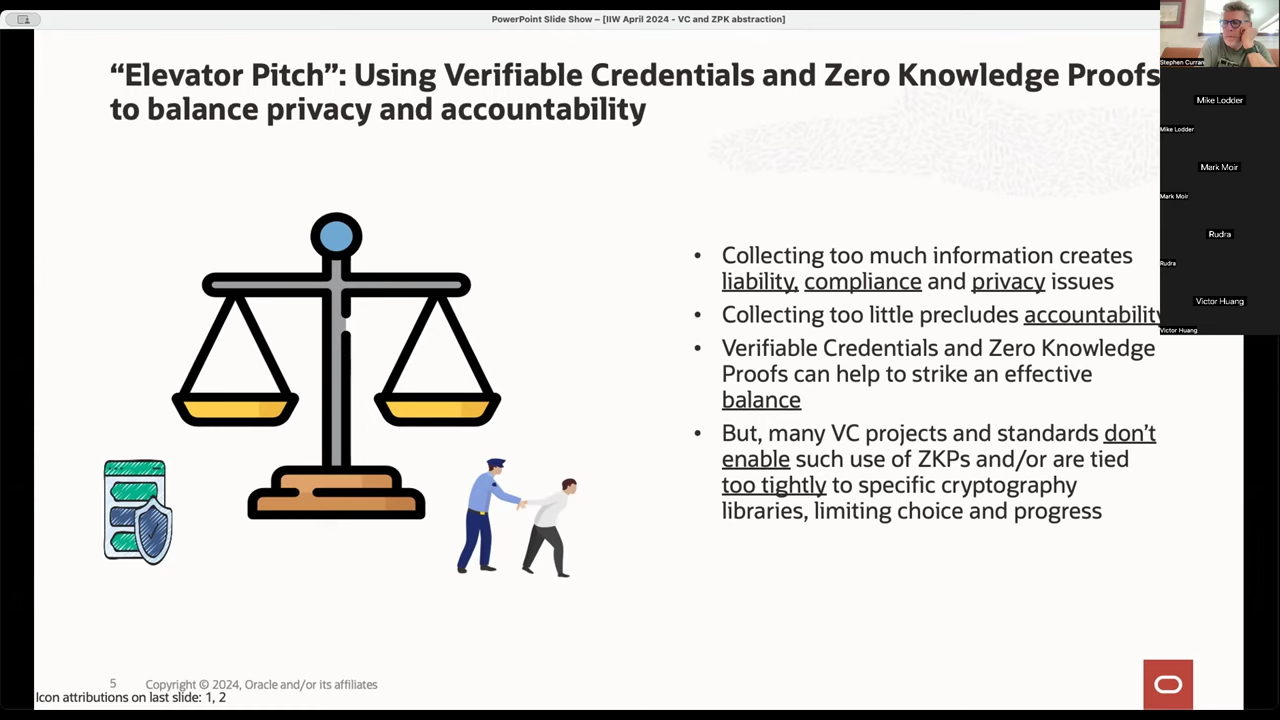 PowerPoint Slide Show – [IIW April 2024 - VC and ZPK abstraction]
“Elevator Pitch”: Using Verifiable Credentials and Zero Knowledge Proofs
to balance privacy and accountability
• Collecting too much information creates
liability, compliance and privacy issues
• Collecting too little precludes accountability
• Verifiable Credentials and Zero Knowledge
Proofs can help to strike an effective
balance
• But, many VC projects and standards don’t
enable such use of ZKPs and/or are tied
too tightly to specific cryptography
libraries, limiting choice and progress
5 Copyright © 2024, Oracle and/or its affiliates
Icon attributions on last slide: 1, 2
Stephen Curran
Mike Lodder
Mike Lodder
Mark Moir
Mark Moir
Rudra
Rudra
Victor Huang
Victor Huang